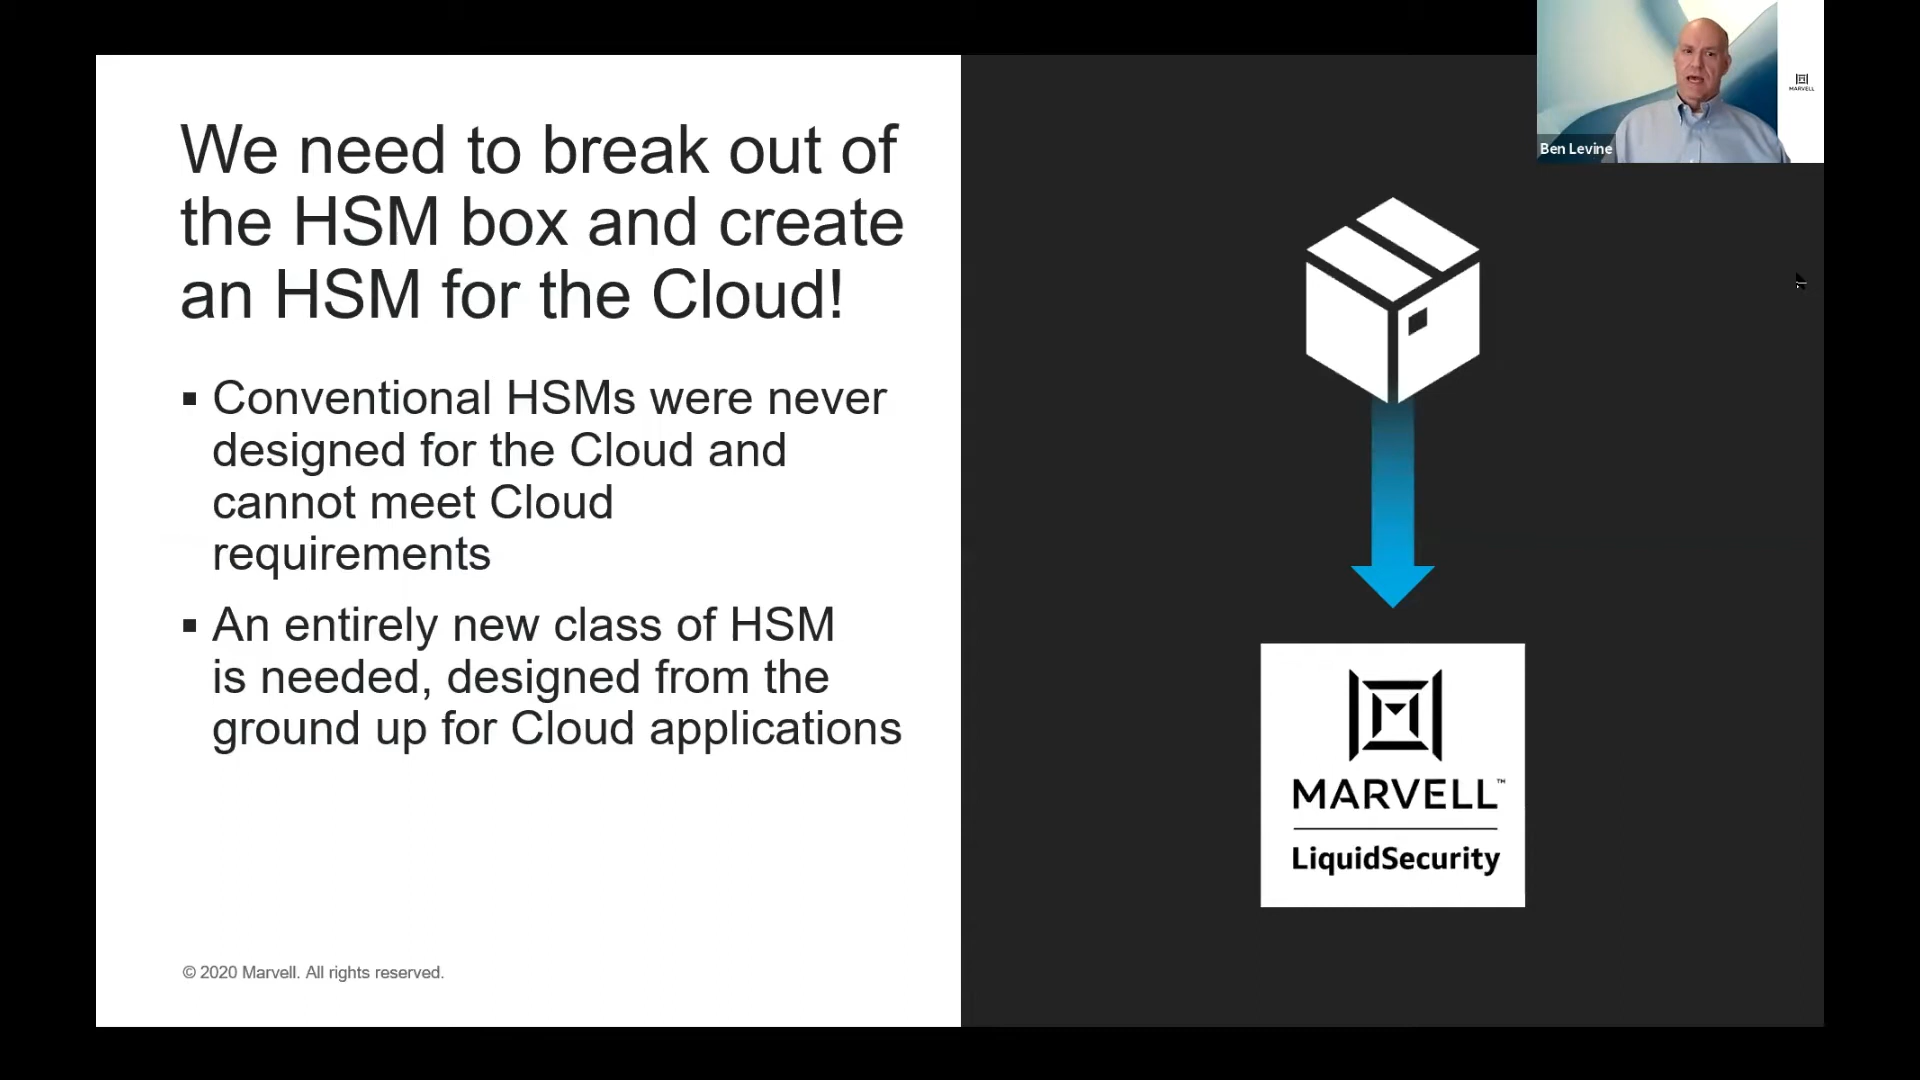 MARVELL
Ben Levine
We need to break out of
the HSM box and create
an HSM for the Cloud!
▪ Conventional HSMs were never
designed for the Cloud and
cannot meet Cloud
requirements
▪ An entirely new class of HSM
is needed, designed from the
ground up for Cloud applications
MARVELL™
LiquidSecurity
© 2020 Marvell. All rights reserved.